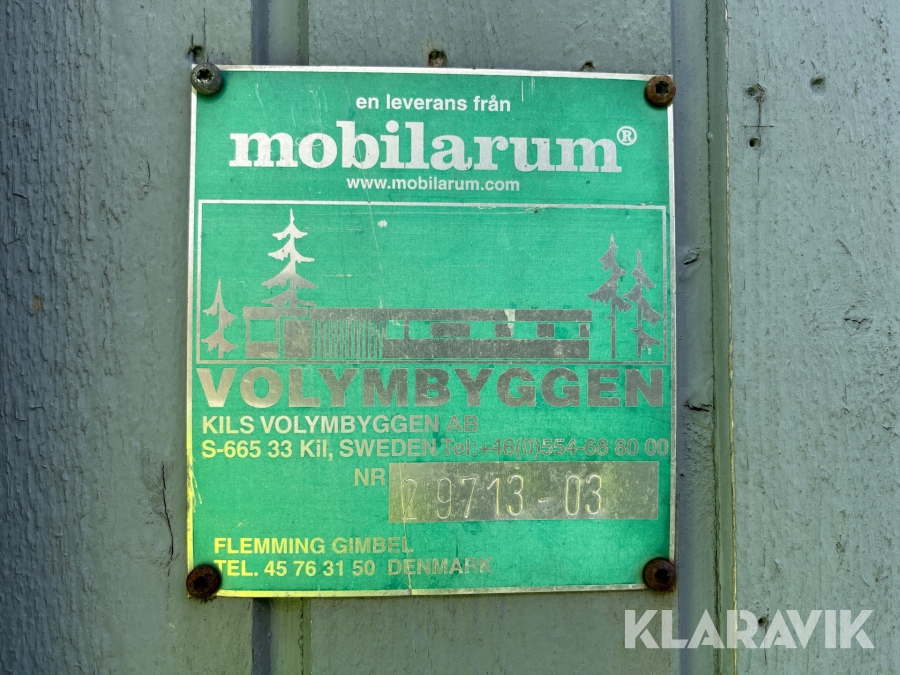 en leverans från
mobilarum®
www.mobilarum.com
VOLYMBYGGEN
KILS VOLYMBYGGEN AB
S-665 33 Kil, SWEDEN Tel:+46(0)554-68 80 00
NR 29713-03
FLEMMING GIMBEL
TEL. 45 76 31 50 DENMARK
KLARAVIK